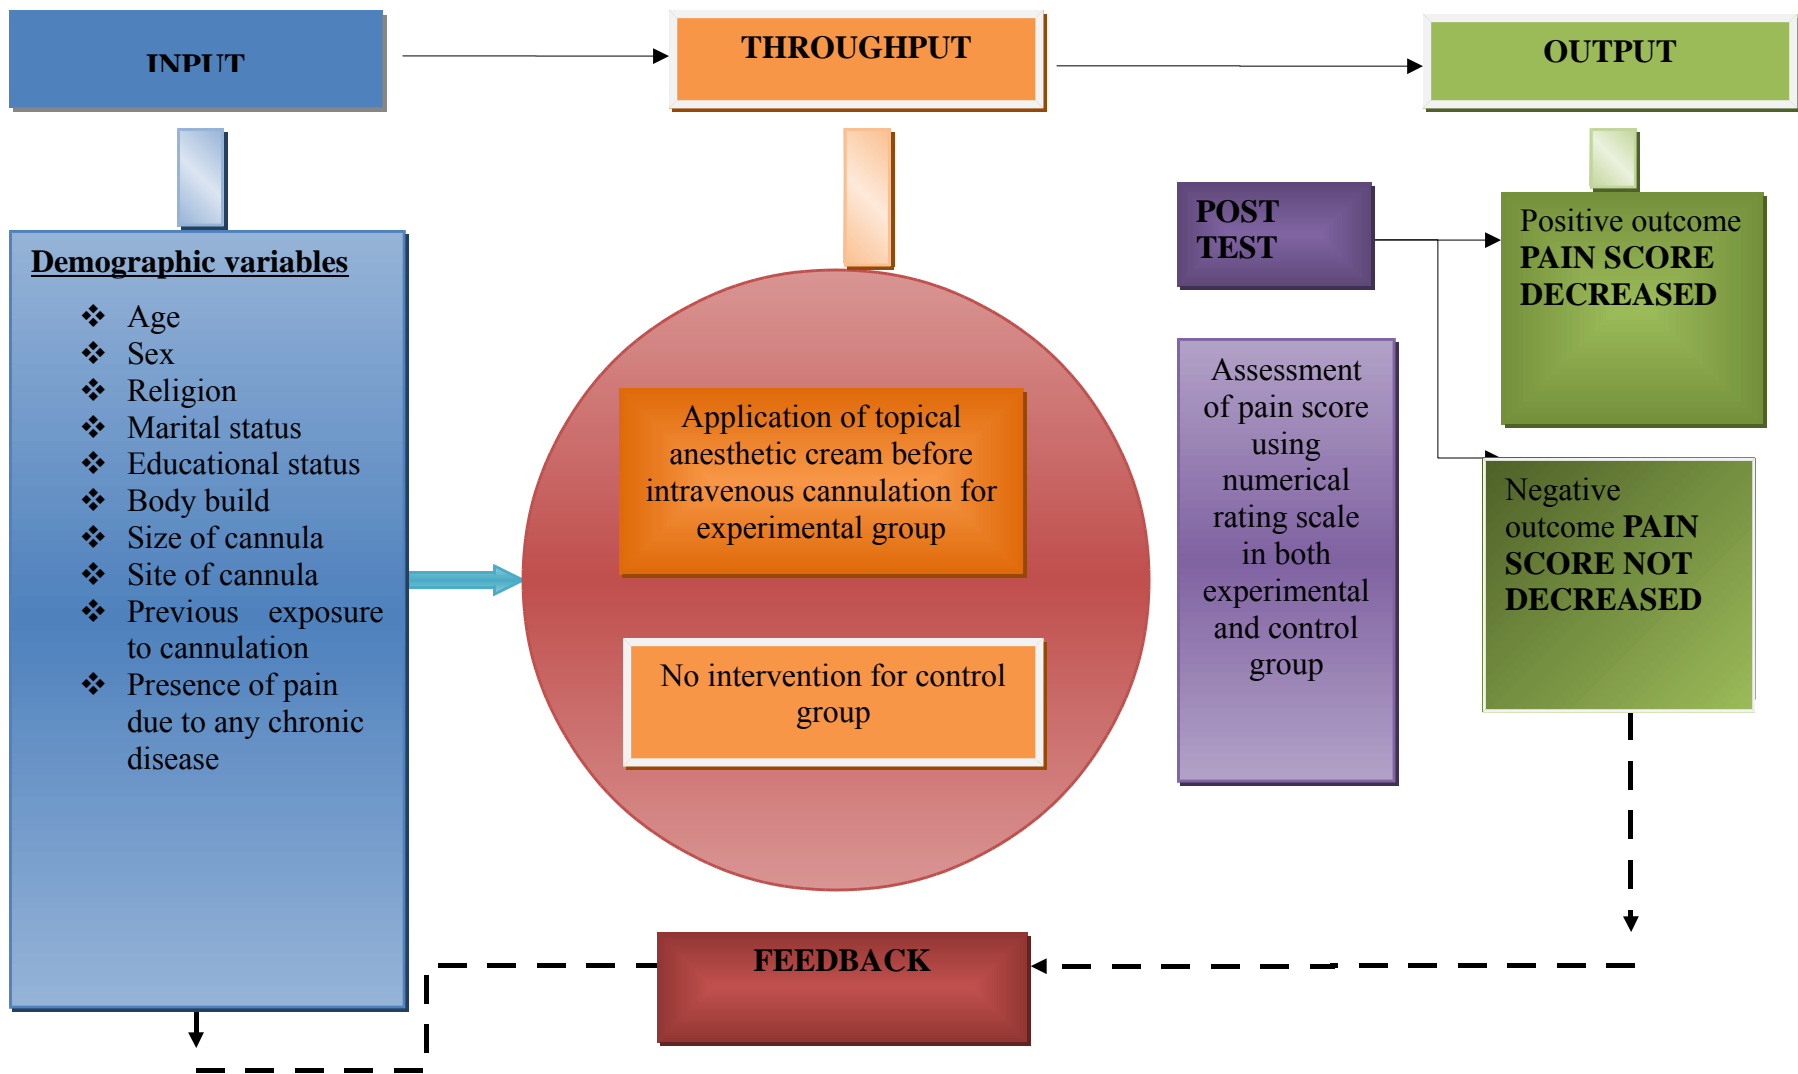 INPUT
THROUGHPUT
OUTPUT
Demographic variables
❖ Age
❖ Sex
❖ Religion
❖ Marital status
❖ Educational status
❖ Body build
❖ Size of cannula
❖ Site of cannula
❖ Previous exposure
to cannulation
❖ Presence of pain
due to any chronic
disease
Application of topical
anesthetic cream before
intravenous cannulation for
experimental group
No intervention for control
group
POST
TEST
Assessment
of pain score
using
numerical
rating scale
in both
experimental
and control
group
Positive outcome
PAIN SCORE
DECREASED
Negative
outcome PAIN
SCORE NOT
DECREASED
FEEDBACK